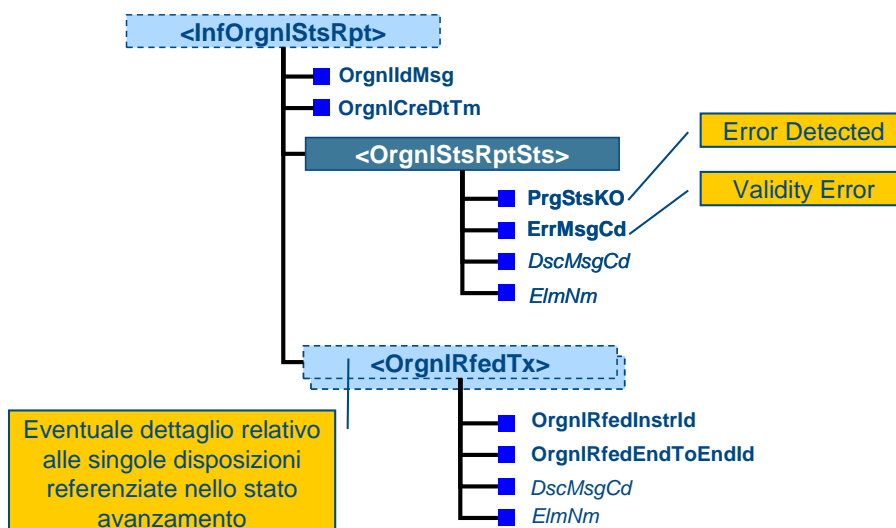 <InfOrgnlStsRpt>
OrgnlIdMsg
OrgnlCreDtTm
Error Detected
<OrgnlStsRptSts>
Validity Error
PrgStsKO
ErrMsgCd
DscMsgCd
ElmNm
<OrgnlRfedTx>
Eventuale dettaglio relativo
alle singole disposizioni
referenziate nello stato
avanzamento
OrgnlRfedInstrId
OrgnlRfedEndToEndId
DscMsgCd
ElmNm